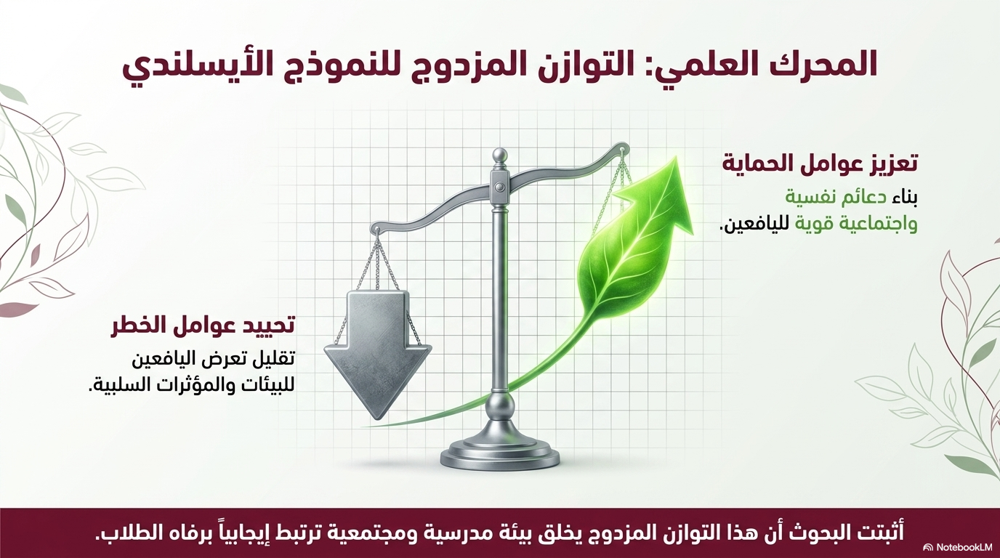 المحرك العلمي: التوازن المزدوج للنموذج الأيسلندي
تعزيز عوامل الحماية
بناء دعائم نفسية
واجتماعية قوية لليافعين.
تحييد عوامل الخطر
تقليل تعرض اليافعين
للبيئات والمؤثرات السلبية.
أثبتت البحوث أن هذا التوازن المزدوج يخلق بيئة مدرسية ومجتمعية ترتبط إيجابياً برفاه الطلاب.
NotebookLM